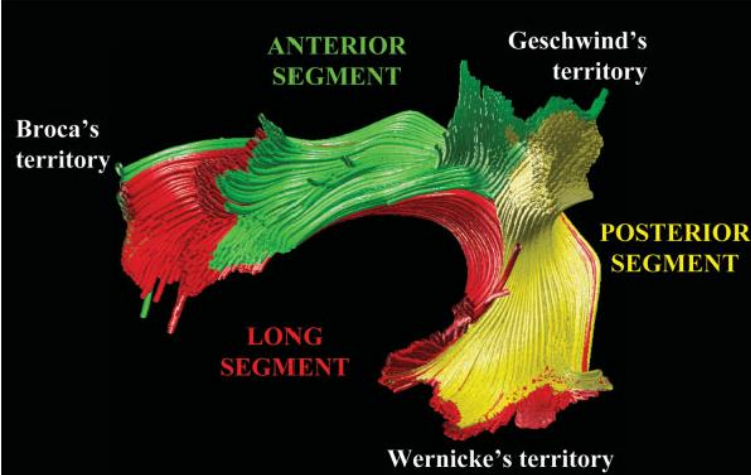 ANTERIOR
SEGMENT
Geschwind's
territory
Broca's
territory
POSTERIOR
SEGMENT
LONG
SEGMENT
Wernicke's territory